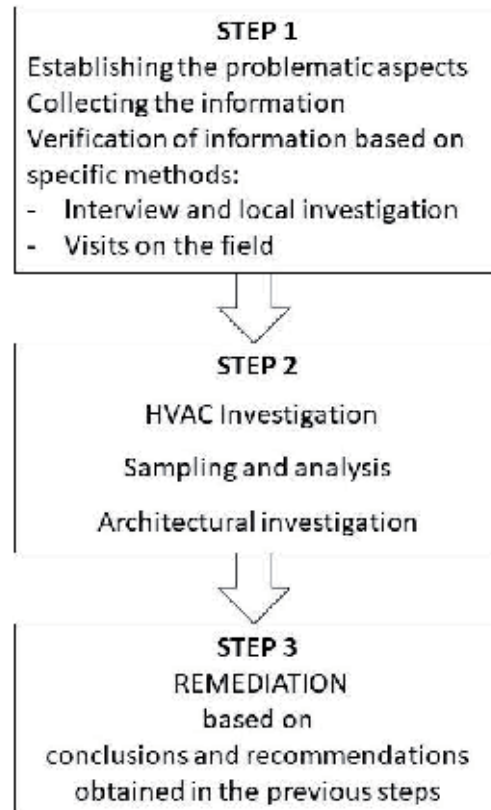 STEP 1
Establishing the problematic aspects
Collecting the information
Verification of information based on
specific methods:
- Interview and local investigation
- Visits on the field
STEP 2
HVAC Investigation
Sampling and analysis
Architectural investigation
STEP 3
REMEDIATION
based on
conclusions and recommendations
obtained in the previous steps